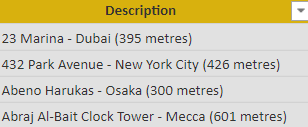 Description
23 Marina - Dubai (395 metres)
432 Park Avenue - New York City (426 metres)
Abeno Harukas - Osaka (300 metres)
Abraj Al-Bait Clock Tower - Mecca (601 metres)